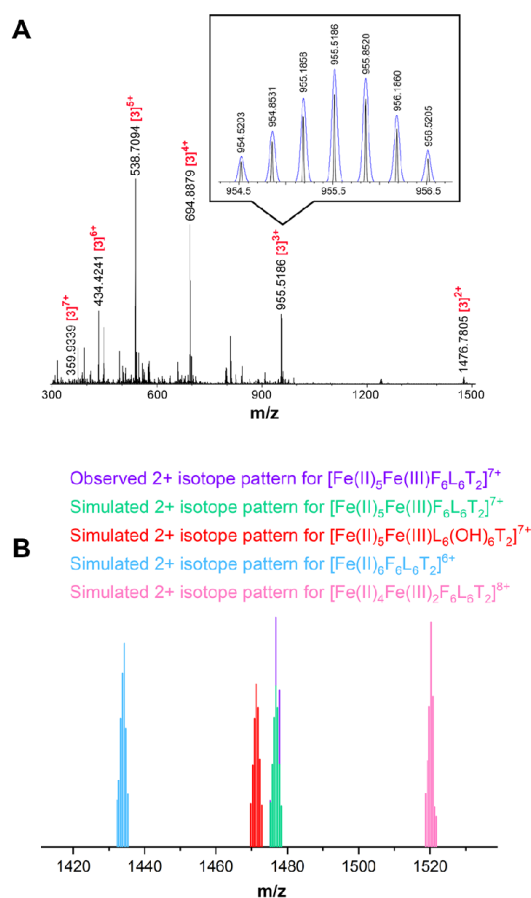 A
954.5203
954.8531
955.1858
955.5186
955.8520
956.1860
956.5205
954.5 955.5 956.5
359.9339 [3]⁷⁺
434.4241 [3]⁶⁺
538.7094 [3]⁵⁺
694.8879 [3]⁴⁺
955.5186 [3]³⁺
1476.7805 [3]²⁺
300 600 900 1200 1500
m/z
Observed 2+ isotope pattern for [Fe(II)₅Fe(III)F₆L₆T₂]⁷⁺
Simulated 2+ isotope pattern for [Fe(II)₅Fe(III)F₆L₆T₂]⁷⁺
Simulated 2+ isotope pattern for [Fe(II)₅Fe(III)L₆(OH)₆T₂]⁷⁺
B
Simulated 2+ isotope pattern for [Fe(II)₆F₆L₆T₂]⁶⁺
Simulated 2+ isotope pattern for [Fe(II)₄Fe(III)₂F₆L₆T₂]⁸⁺
1420 1440 1460 1480 1500 1520
m/z